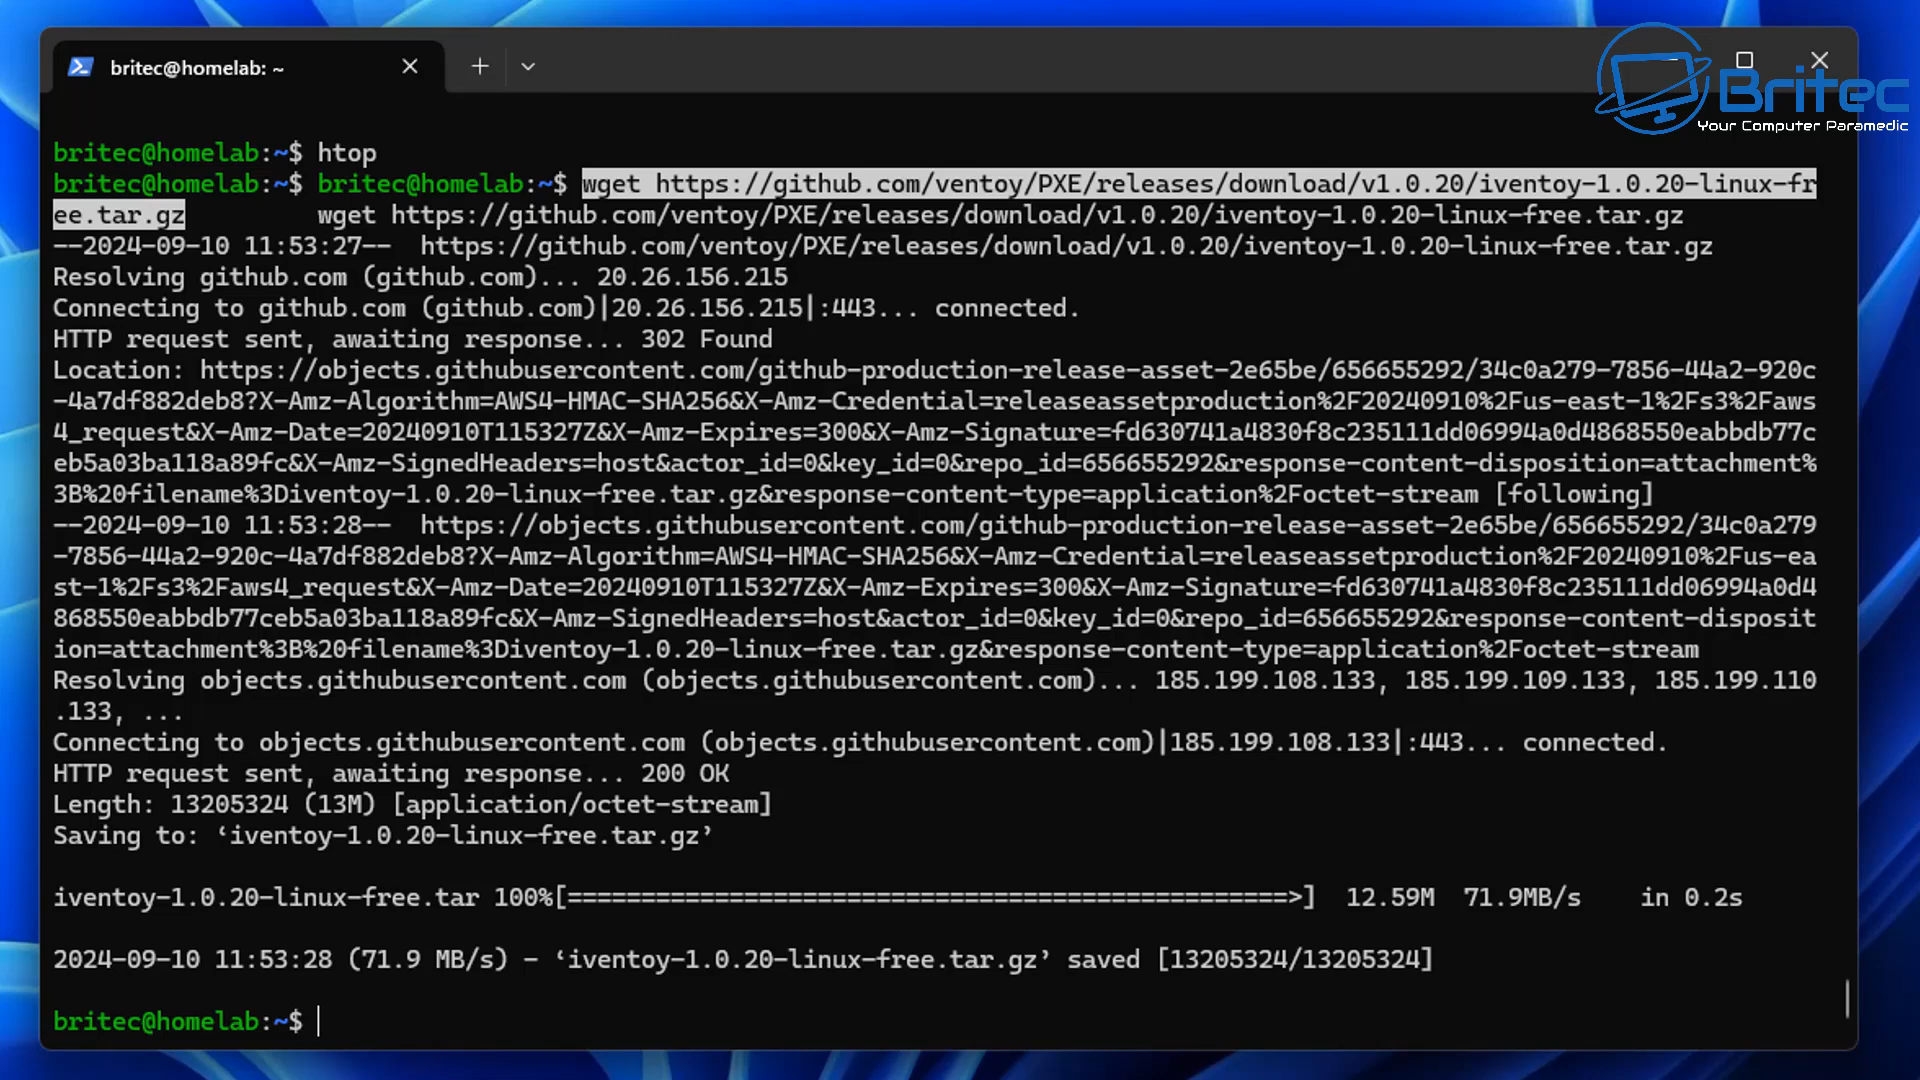 britec@homelab: ~
Britec
Your Computer Paramedic
britec@homelab:~$ htop
britec@homelab:~$ britec@homelab:~$ wget https://github.com/ventoy/PXE/releases/download/v1.0.20/iventoy-1.0.20-linux-fr
ee.tar.gz         wget https://github.com/ventoy/PXE/releases/download/v1.0.20/iventoy-1.0.20-linux-free.tar.gz
--2024-09-10 11:53:27--  https://github.com/ventoy/PXE/releases/download/v1.0.20/iventoy-1.0.20-linux-free.tar.gz
Resolving github.com (github.com)... 20.26.156.215
Connecting to github.com (github.com)|20.26.156.215|:443... connected.
HTTP request sent, awaiting response... 302 Found
Location: https://objects.githubusercontent.com/github-production-release-asset-2e65be/656655292/34c0a279-7856-44a2-920c
-4a7df882deb8?X-Amz-Algorithm=AWS4-HMAC-SHA256&X-Amz-Credential=releaseassetproduction%2F20240910%2Fus-east-1%2Fs3%2Faws
4_request&X-Amz-Date=20240910T115327Z&X-Amz-Expires=300&X-Amz-Signature=fd630741a4830f8c235111dd06994a0d4868550eabbdb77c
eb5a03ba118a89fc&X-Amz-SignedHeaders=host&actor_id=0&key_id=0&repo_id=656655292&response-content-disposition=attachment%
3B%20filename%3Diventoy-1.0.20-linux-free.tar.gz&response-content-type=application%2Foctet-stream [following]
--2024-09-10 11:53:28--  https://objects.githubusercontent.com/github-production-release-asset-2e65be/656655292/34c0a279
-7856-44a2-920c-4a7df882deb8?X-Amz-Algorithm=AWS4-HMAC-SHA256&X-Amz-Credential=releaseassetproduction%2F20240910%2Fus-ea
st-1%2Fs3%2Faws4_request&X-Amz-Date=20240910T115327Z&X-Amz-Expires=300&X-Amz-Signature=fd630741a4830f8c235111dd06994a0d4
868550eabbdb77ceb5a03ba118a89fc&X-Amz-SignedHeaders=host&actor_id=0&key_id=0&repo_id=656655292&response-content-disposit
ion=attachment%3B%20filename%3Diventoy-1.0.20-linux-free.tar.gz&response-content-type=application%2Foctet-stream
Resolving objects.githubusercontent.com (objects.githubusercontent.com)... 185.199.108.133, 185.199.109.133, 185.199.110
.133, ...
Connecting to objects.githubusercontent.com (objects.githubusercontent.com)|185.199.108.133|:443... connected.
HTTP request sent, awaiting response... 200 OK
Length: 13205324 (13M) [application/octet-stream]
Saving to: ‘iventoy-1.0.20-linux-free.tar.gz’
iventoy-1.0.20-linux-free.tar 100%[=================================================>]  12.59M  71.9MB/s    in 0.2s
2024-09-10 11:53:28 (71.9 MB/s) - ‘iventoy-1.0.20-linux-free.tar.gz’ saved [13205324/13205324]
britec@homelab:~$